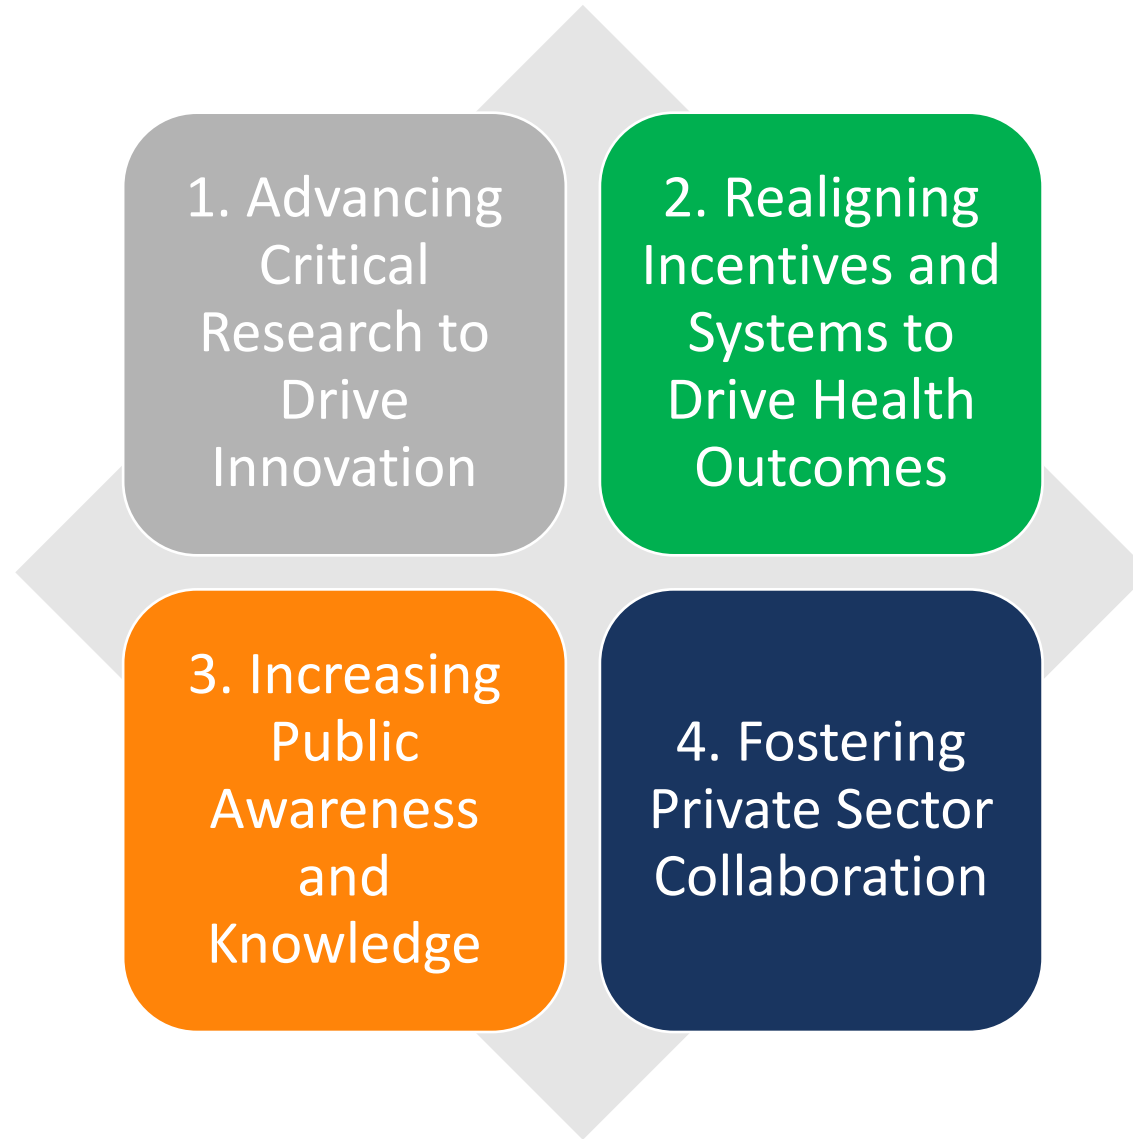 1. Advancing
Critical
Research to
Drive
Innovation
2. Realigning
Incentives and
Systems to
Drive Health
Outcomes
3. Increasing
Public
Awareness
and
Knowledge
4. Fostering
Private Sector
Collaboration